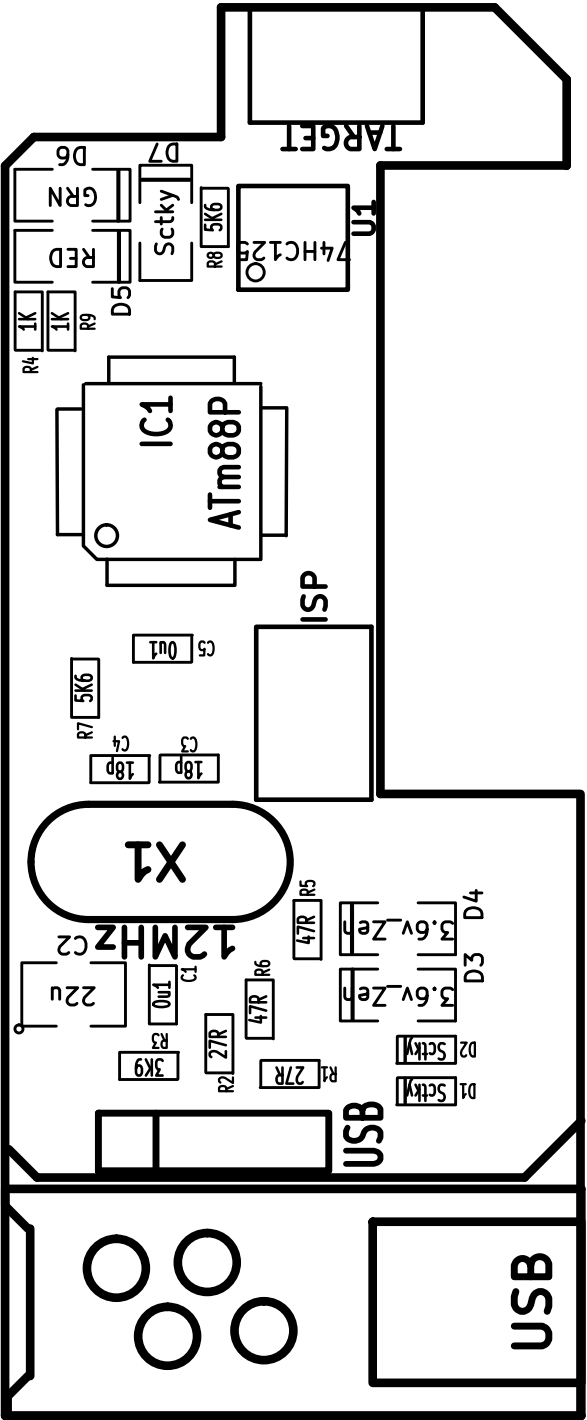 TARGET
D6
D7
GRN
Sctky
5K6
R8
U1
74HC125
RED
D5
1K
1K
R9
R4
IC1
ATm88P
ISP
0u1
C5
5K6
R7
C4
C3
18p
18p
X1
12MHz
R5
47R
3.6v_Zen
D4
C2
22u
C1
0u1
R6
47R
3.6v_Zen
D3
R3
3K9
27R
R2
27R
R1
Sctky
D2
Sctky
D1
USB
USB